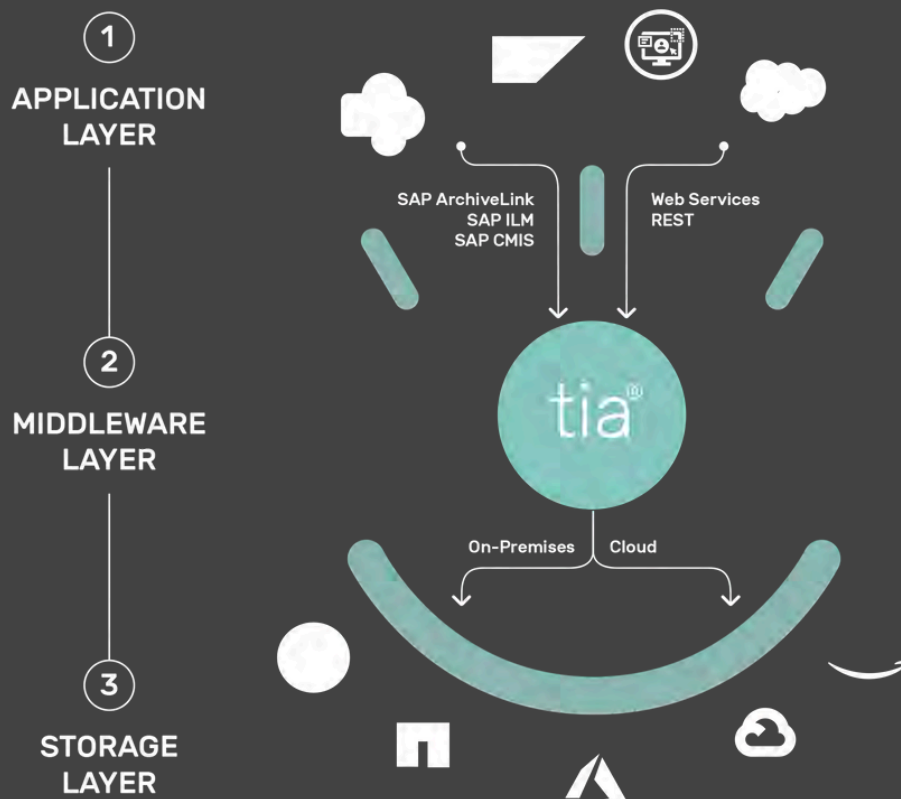 1
APPLICATION
LAYER
SAP ArchiveLink
SAP ILM
SAP CMIS
Web Services
REST
2
MIDDLEWARE
LAYER
tia®
On-Premises
Cloud
3
STORAGE
LAYER